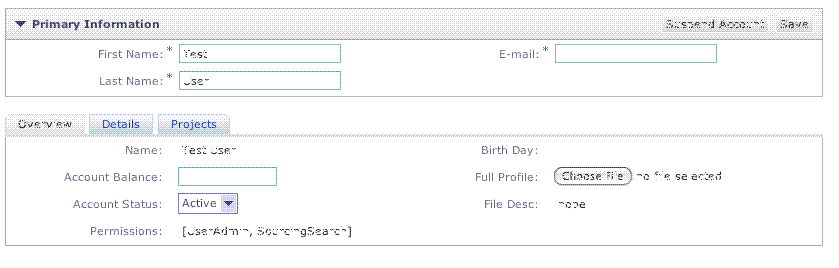 Primary Information Suspend Account Save
First Name: * Test E-mail: *
Last Name: * User
Overview Details Projects
Name: Test User Birth Day:
Account Balance: Full Profile: Choose File no file selected
Account Status: Active File Desc: none
Permissions: [UserAdmin, SourcingSearch]